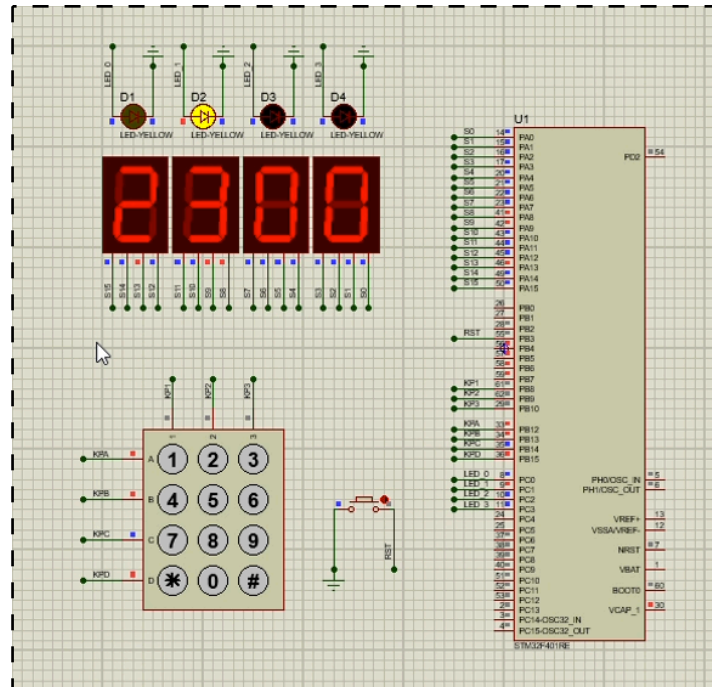 LED_0
LED_1
LED_2
LED_3
D1
D2
D3
D4
LED-YELLOW
LED-YELLOW
LED-YELLOW
LED-YELLOW
2300
S15
S14
S13
S12
S11
S10
S9
S8
S7
S6
S5
S4
S3
S2
S1
S0
KP1
KP2
KP3
1
2
3
KPA
A
1
2
3
KPB
B
4
5
6
KPC
C
7
8
9
KPD
D
*
0
#
RST
U1
S0 14 PA0
S1 15 PA1
S2 16 PA2
S3 17 PA3
S4 20 PA4
S5 21 PA5
S6 22 PA6
S7 23 PA7
S8 41 PA8
S9 42 PA9
S10 43 PA10
S11 44 PA11
S12 45 PA12
S13 46 PA13
S14 49 PA14
S15 50 PA15
26 PB0
27 PB1
28 PB2
RST 55 PB3
PB4
PB5
58 PB6
59 PB7
KP1 61 PB8
KP2 62 PB9
KP3 29 PB10
KPA 33 PB12
KPB 34 PB13
KPC 35 PB14
KPD 36 PB15
LED_0 8 PC0
LED_1 9 PC1
LED_2 10 PC2
LED_3 11 PC3
24 PC4
25 PC5
37 PC6
38 PC7
39 PC8
40 PC9
51 PC10
52 PC11
53 PC12
2 PC13
3 PC14-OSC32_IN
4 PC15-OSC32_OUT
PD2 54
PH0/OSC_IN 5
PH1/OSC_OUT 6
VREF+ 13
VSSA/VREF- 12
NRST 7
VBAT 1
BOOT0 60
VCAP_1 30
STM32F401RE